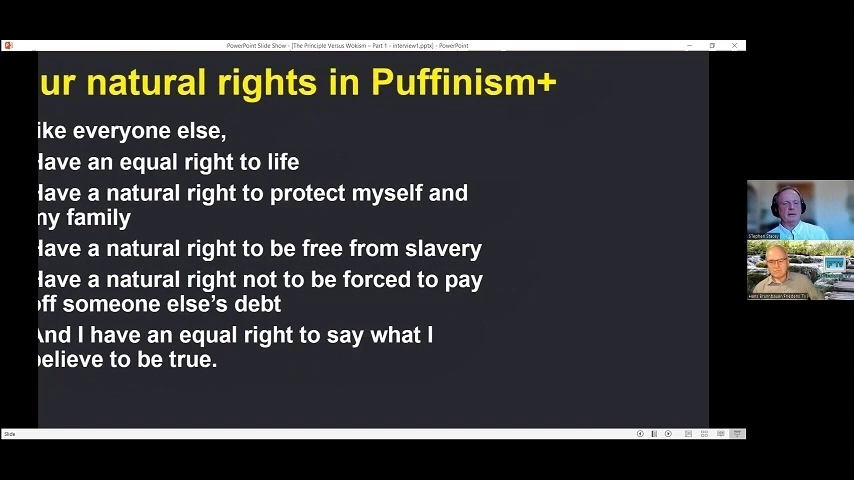 PowerPoint Slide Show - [The Principle Versus Wokism – Part 1 - interview1.pptx] - PowerPoint
ur natural rights in Puffinism+
ike everyone else,
Have an equal right to life
Have a natural right to protect myself and
my family
Have a natural right to be free from slavery
Have a natural right not to be forced to pay
off someone else's debt
And I have an equal right to say what I
believe to be true.
STephen Stacey
Slide